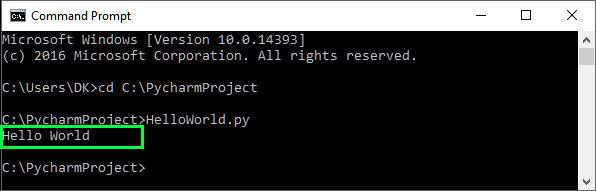 Command Prompt
Microsoft Windows [Version 10.0.14393]
(c) 2016 Microsoft Corporation. All rights reserved.
C:\Users\DK>cd C:\PycharmProject
C:\PycharmProject>HelloWorld.py
Hello World
C:\PycharmProject>